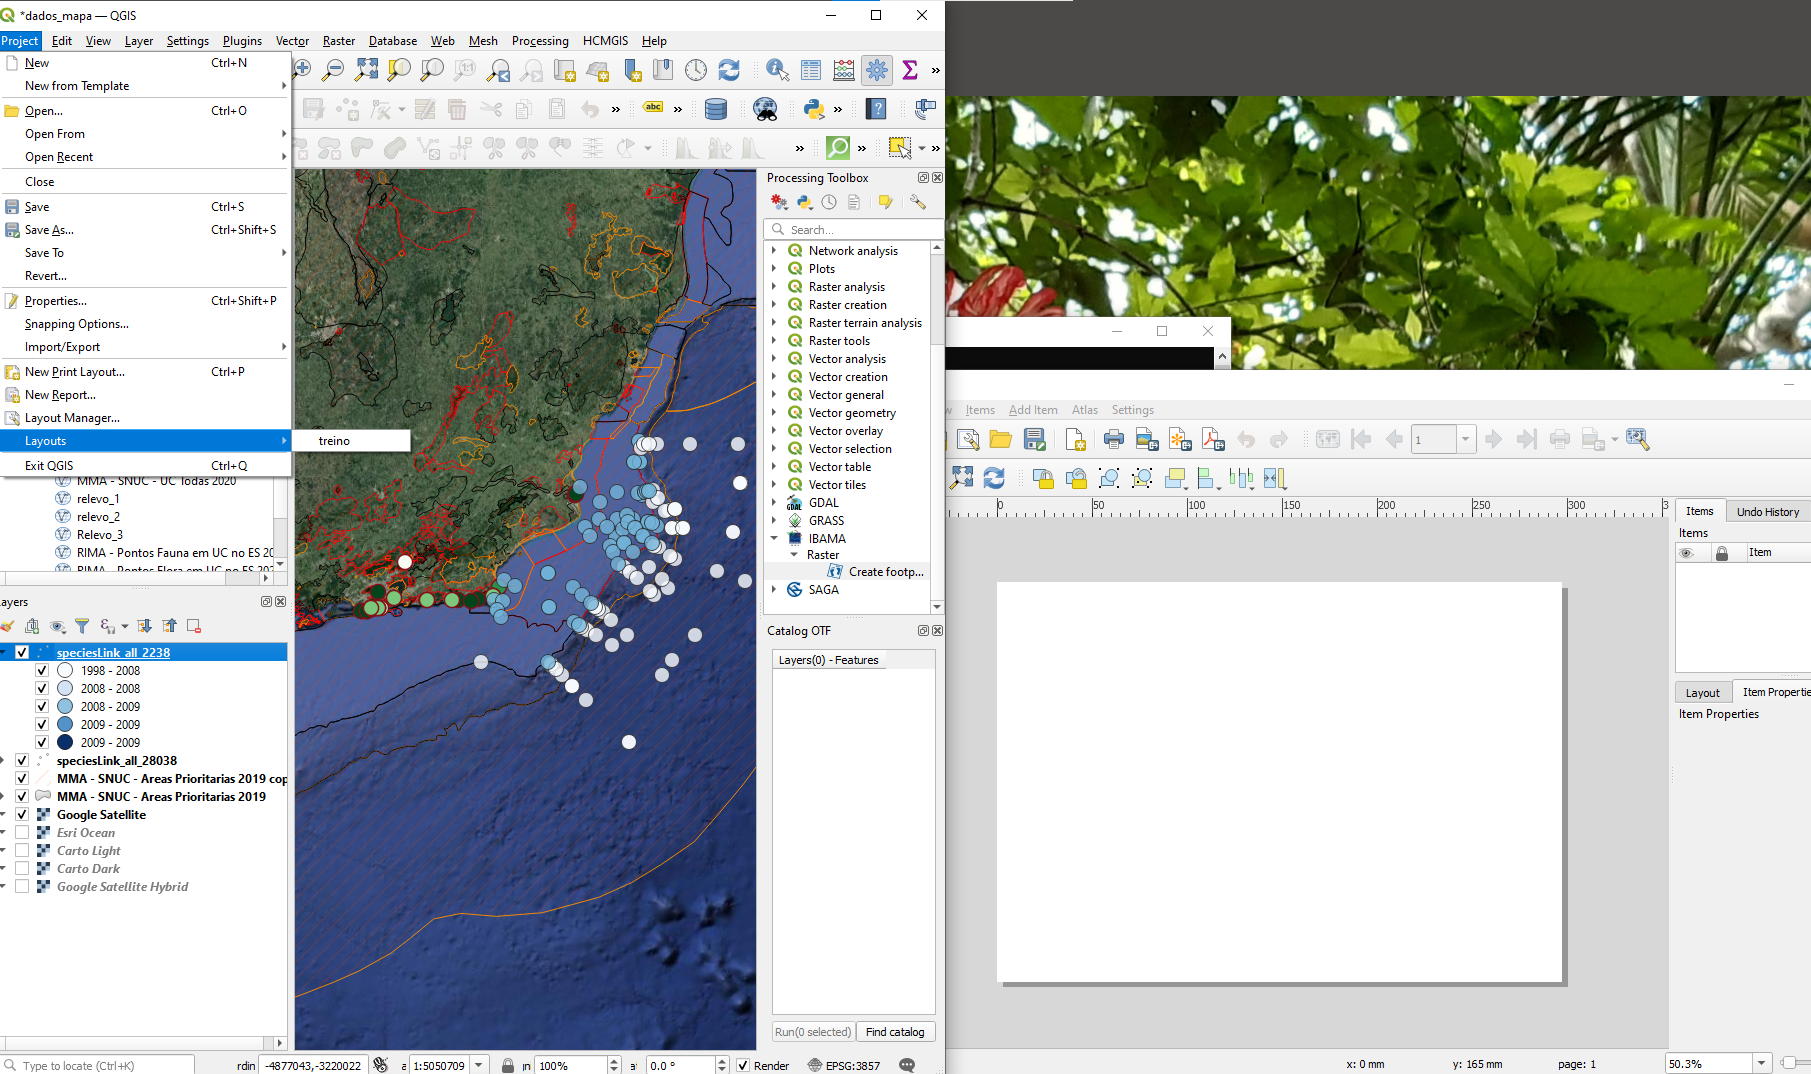 *dados_mapa — QGIS
Project Edit View Layer Settings Plugins Vector Raster Database Web Mesh Processing HCMGIS Help
New Ctrl+N
New from Template
Open... Ctrl+O
Open From
Open Recent
Close
Save Ctrl+S
Save As... Ctrl+Shift+S
Save To
Revert...
Properties... Ctrl+Shift+P
Snapping Options...
Import/Export
New Print Layout... Ctrl+P
New Report...
Layout Manager...
Layouts
treino
Exit QGIS Ctrl+Q
MMA - SNUC - UC Todas 2020
relevo_1
relevo_2
Relevo_3
RIMA - Pontos Fauna em UC no ES 20
RIMA - Pontos Flora em UC no ES 20
ayers
speciesLink_all_2238
1998 - 2008
2008 - 2008
2008 - 2009
2009 - 2009
2009 - 2009
speciesLink_all_28038
MMA - SNUC - Areas Prioritarias 2019 cop
MMA - SNUC - Areas Prioritarias 2019
Google Satellite
Esri Ocean
Carto Light
Carto Dark
Google Satellite Hybrid
abc
1:1
Processing Toolbox
Search...
Network analysis
Plots
Raster analysis
Raster creation
Raster terrain analysis
Raster tools
Vector analysis
Vector creation
Vector general
Vector geometry
Vector overlay
Vector selection
Vector table
Vector tiles
GDAL
GRASS
IBAMA
Raster
Create footp...
SAGA
Catalog OTF
Layers(0) - Features
Run(0 selected) Find catalog
Type to locate (Ctrl+K) rdin -4877043,-3220022 a 1:5050709 100% 0.0 ° Render EPSG:3857
w Items Add Item Atlas Settings
1
0 50 100 150 200 250 300 3
Items Undo History
Items
Item
Layout Item Propertie
Item Properties
x: 0 mm y: 165 mm page: 1 50.3%